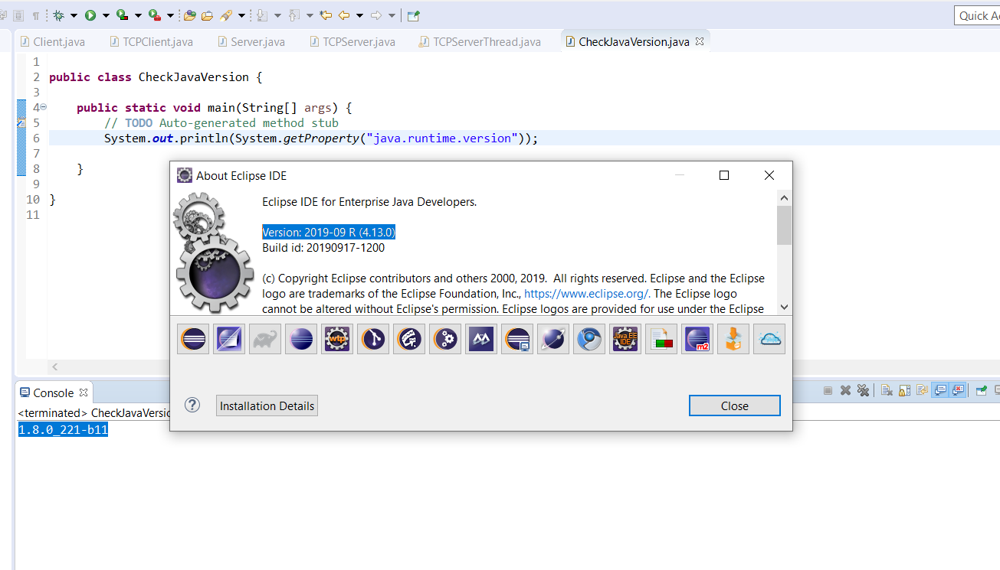 Quick A
Client.java
TCPClient.java
Server.java
TCPServer.java
TCPServerThread.java
CheckJavaVersion.java
1
2 public class CheckJavaVersion {
3
4 public static void main(String[] args) {
5 // TODO Auto-generated method stub
6 System.out.println(System.getProperty("java.runtime.version"));
7
8 }
9
10 }
11
About Eclipse IDE
Eclipse IDE for Enterprise Java Developers.
Version: 2019-09 R (4.13.0)
Build id: 20190917-1200
(c) Copyright Eclipse contributors and others 2000, 2019.  All rights reserved. Eclipse and the Eclipse
logo are trademarks of the Eclipse Foundation, Inc., https://www.eclipse.org/. The Eclipse logo
cannot be altered without Eclipse's permission. Eclipse logos are provided for use under the Eclipse
wtp
Java EE
IDE
m2
? Installation Details
Close
Console
<terminated> CheckJavaVersio
1.8.0_221-b11